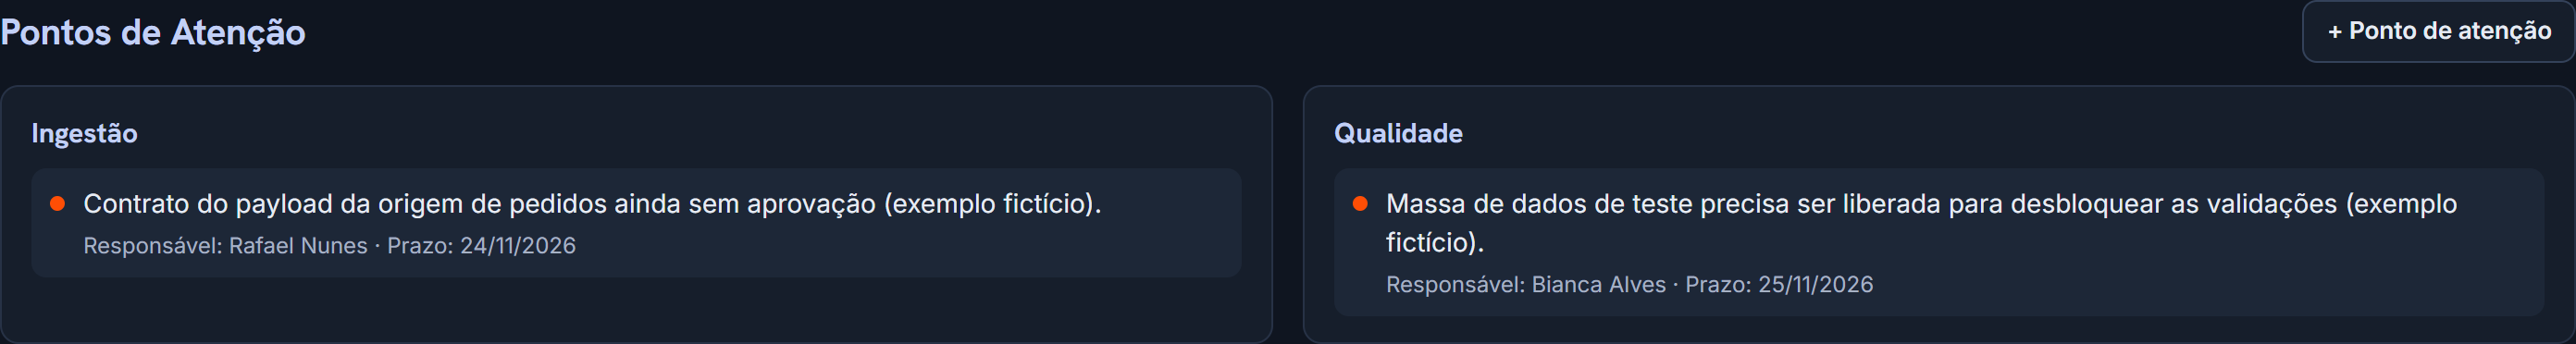 Pontos de Atenção
+ Ponto de atenção
Ingestão
Contrato do payload da origem de pedidos ainda sem aprovação (exemplo fictício).
Responsável: Rafael Nunes · Prazo: 24/11/2026
Qualidade
Massa de dados de teste precisa ser liberada para desbloquear as validações (exemplo
fictício).
Responsável: Bianca Alves · Prazo: 25/11/2026